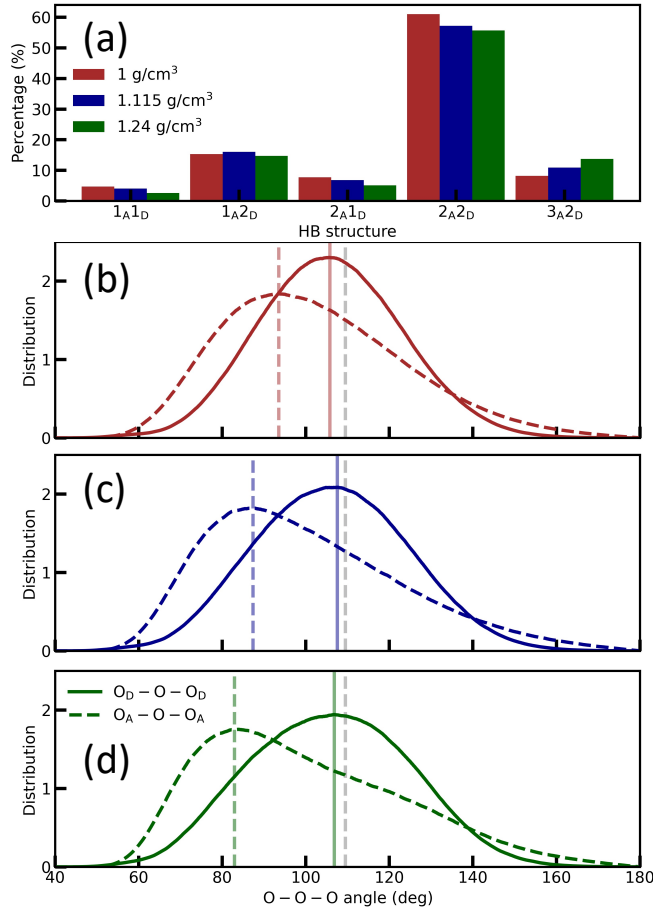 (a)
Percentage (%)
60
50
40
30
20
10
0
1 g/cm³
1.115 g/cm³
1.24 g/cm³
1A1D
1A2D
2A1D
2A2D
3A2D
HB structure
(b)
Distribution
2
1
0
(c)
Distribution
2
1
0
(d)
Distribution
2
1
0
OD − O − OD
OA − O − OA
40
60
80
100
120
140
160
180
O − O − O angle (deg)